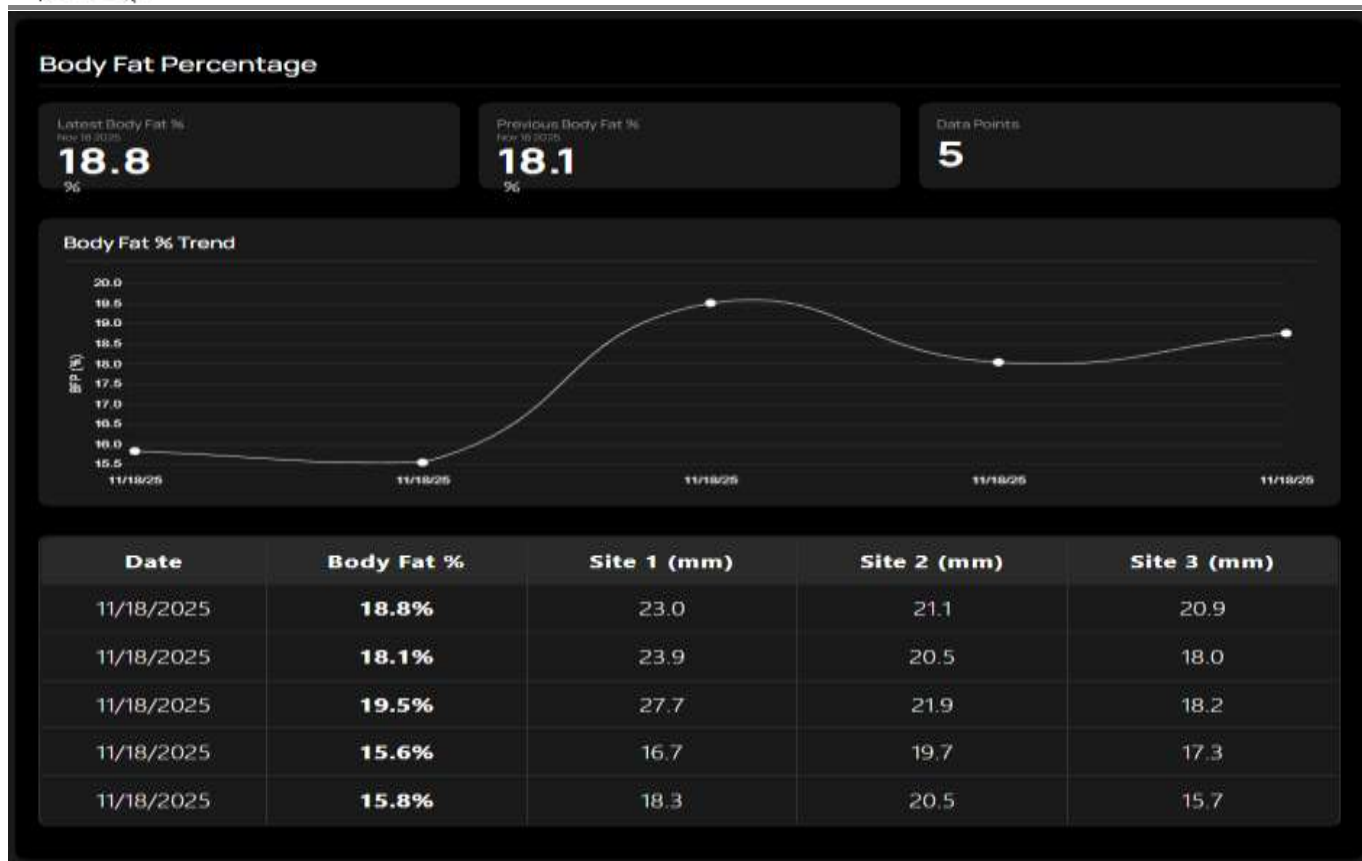 Body Fat Percentage
Latest Body Fat %
Nov 18 2025
18.8
%
Previous Body Fat %
Nov 18 2025
18.1
%
Data Points
5
Body Fat % Trend
BFP (%)
20.0
19.5
19.0
18.5
18.0
17.5
17.0
16.5
16.0
15.5
11/18/25 11/18/25 11/18/25 11/18/25 11/18/25
Date Body Fat % Site 1 (mm) Site 2 (mm) Site 3 (mm)
11/18/2025 18.8% 23.0 21.1 20.9
11/18/2025 18.1% 23.9 20.5 18.0
11/18/2025 19.5% 27.7 21.9 18.2
11/18/2025 15.6% 16.7 19.7 17.3
11/18/2025 15.8% 18.3 20.5 15.7